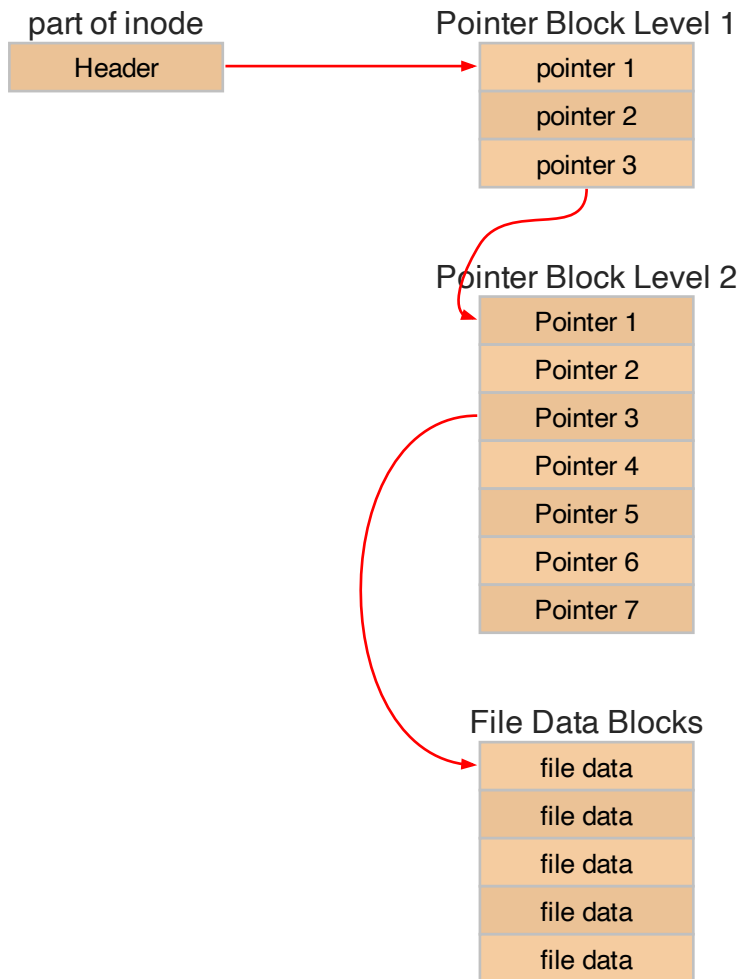 part of inode
Header
Pointer Block Level 1
pointer 1
pointer 2
pointer 3
Pointer Block Level 2
Pointer 1
Pointer 2
Pointer 3
Pointer 4
Pointer 5
Pointer 6
Pointer 7
File Data Blocks
file data
file data
file data
file data
file data